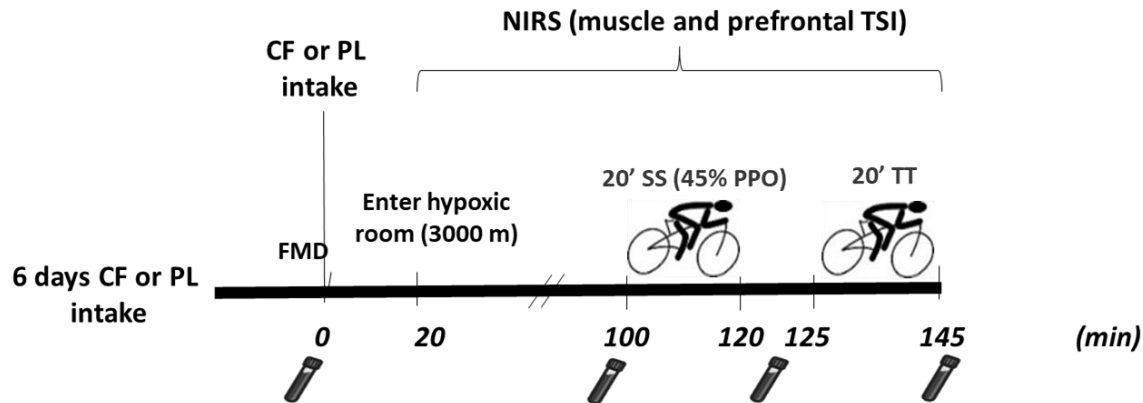 NIRS (muscle and prefrontal TSI)
CF or PL
intake
20' SS (45% PPO)
20' TT
Enter hypoxic
room (3000 m)
FMD
6 days CF or PL
intake
0 20 100 120 125 145 (min)